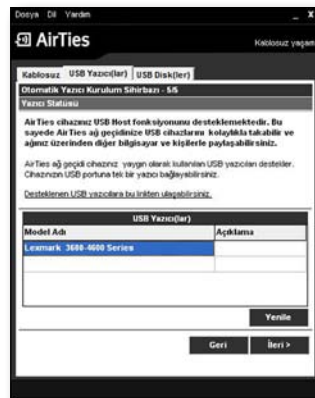 Dosya Dil Yardım
AirTies
Kablosuz yaşam
Kablosuz USB Yazıcı(lar) USB Disk(ler)
Otomatik Yazıcı Kurulum Sihirbazı - 5/5
Yazıcı Statüsü
AirTies cihazınız USB Host fonksiyonunu desteklemektedir. Bu
sayede AirTies ağ geçidinize USB cihazlarını kolaylıkla takabilir ve
ağınız üzerinden diğer bilgisayar ve kişilerle paylaşabilirsiniz.
AirTies ağ geçidi cihazınız yaygın olarak kullanılan USB yazıcıları destekler.
Cihazınızın USB portuna tek bir yazıcı bağlayabilirsiniz.
Desteklenen USB yazıcılara bu linkten ulaşabilirsiniz.
USB Yazıcı(lar)
Model Adı Açıklama
Lexmark 3600-4600 Series
Yenile
Geri İleri >